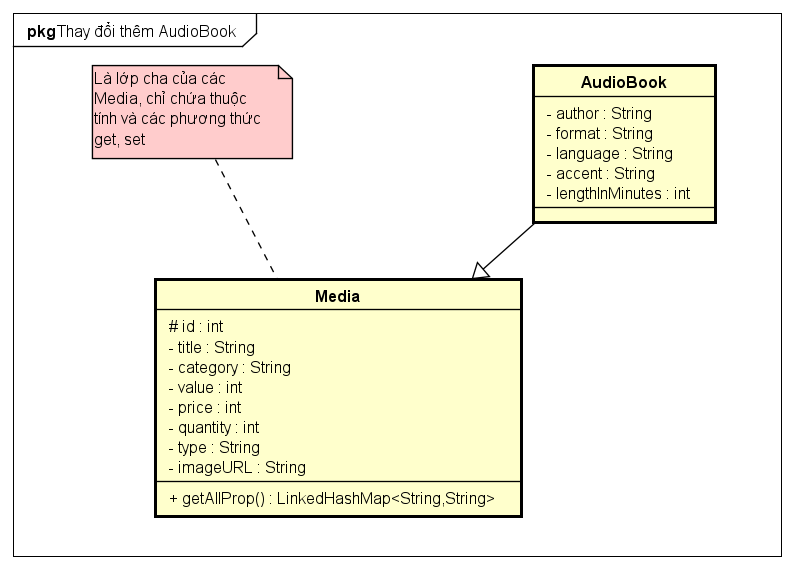 pkgThay đổi thêm AudioBook
Là lớp cha của các
Media, chỉ chứa thuộc
tính và các phương thức
get, set
AudioBook
- author : String
- format : String
- language : String
- accent : String
- lengthInMinutes : int
Media
# id : int
- title : String
- category : String
- value : int
- price : int
- quantity : int
- type : String
- imageURL : String
+ getAllProp() : LinkedHashMap<String,String>